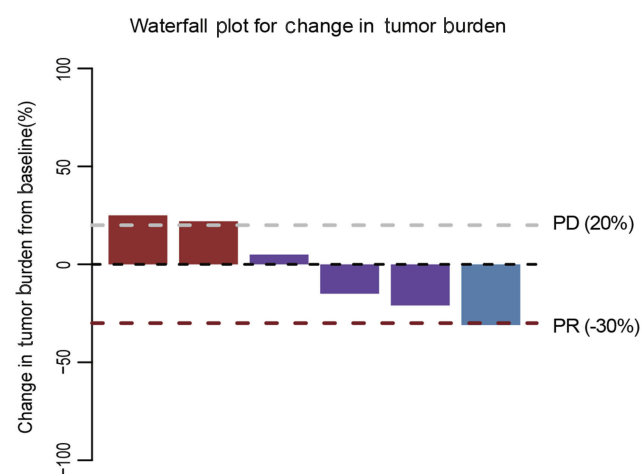 Waterfall plot for change in tumor burden
Change in tumor burden from baseline(%)
100
50
0
-50
-100
PD (20%)
PR (-30%)